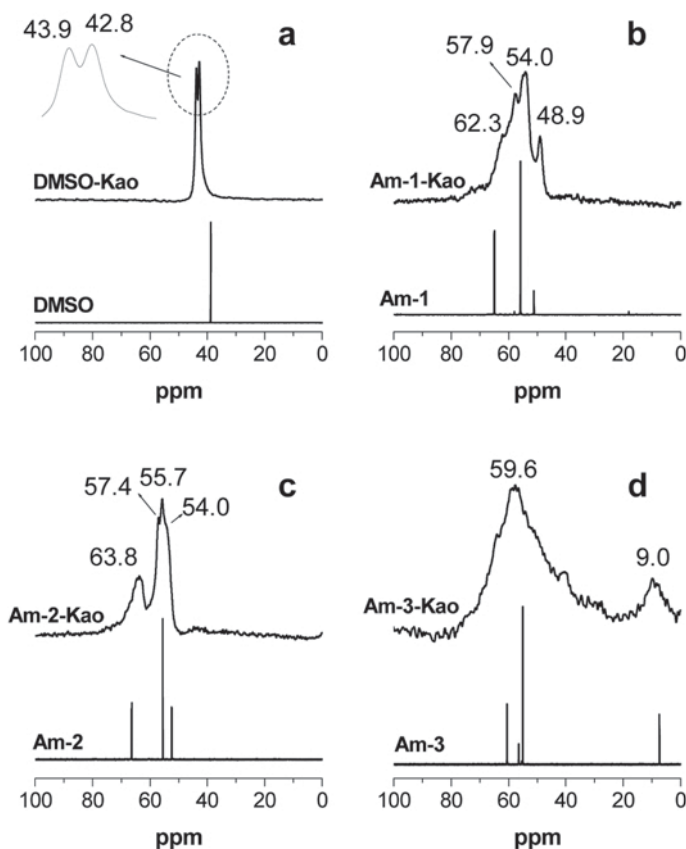 a
43.9 42.8
DMSO-Kao
DMSO
100 80 60 40 20 0
ppm
b
54.0
57.9
48.9
62.3
Am-1-Kao
Am-1
100 80 60 40 20 0
ppm
c
55.7
57.4
54.0
63.8
Am-2-Kao
Am-2
100 80 60 40 20 0
ppm
d
59.6
9.0
Am-3-Kao
Am-3
100 80 60 40 20 0
ppm